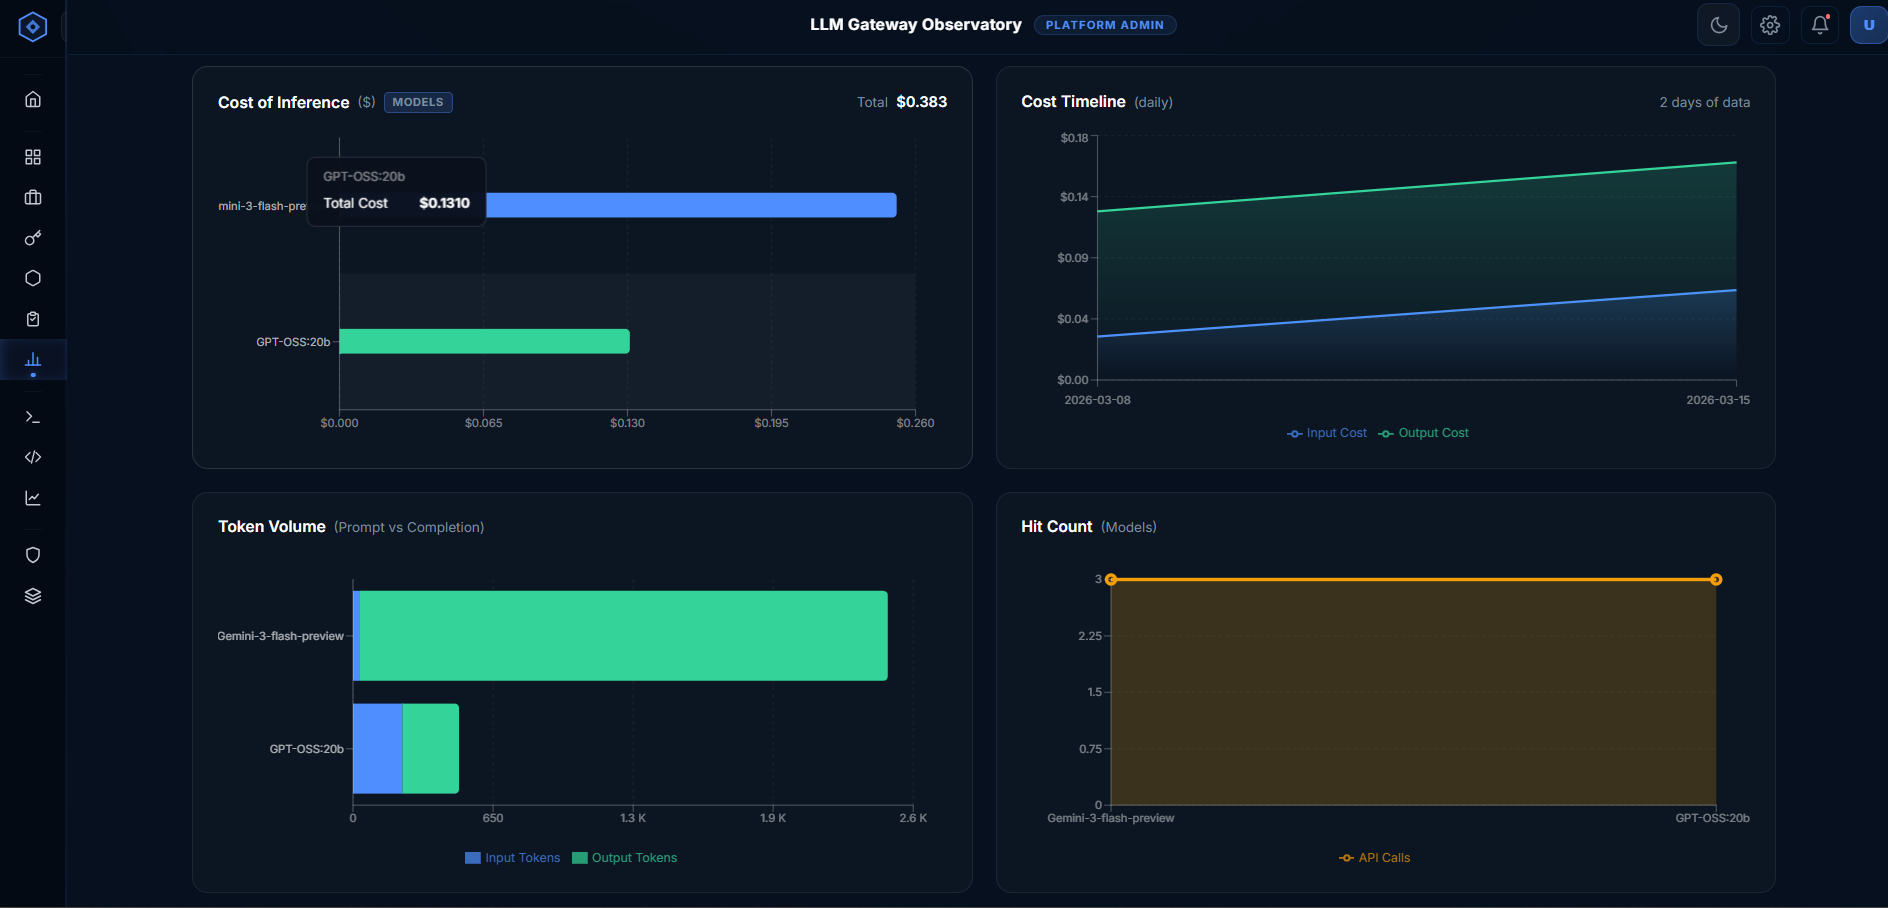 LLM Gateway Observatory PLATFORM ADMIN
U
Cost of Inference ($) MODELS Total $0.383
GPT-OSS:20b
Total Cost $0.1310
mini-3-flash-pre
GPT-OSS:20b
$0.000 $0.065 $0.130 $0.195 $0.260
Cost Timeline (daily) 2 days of data
$0.18
$0.14
$0.09
$0.04
$0.00
2026-03-08 2026-03-15
Input Cost Output Cost
Token Volume (Prompt vs Completion)
Gemini-3-flash-preview
GPT-OSS:20b
0 650 1.3 K 1.9 K 2.6 K
Input Tokens Output Tokens
Hit Count (Models)
3
2.25
1.5
0.75
0
Gemini-3-flash-preview GPT-OSS:20b
API Calls